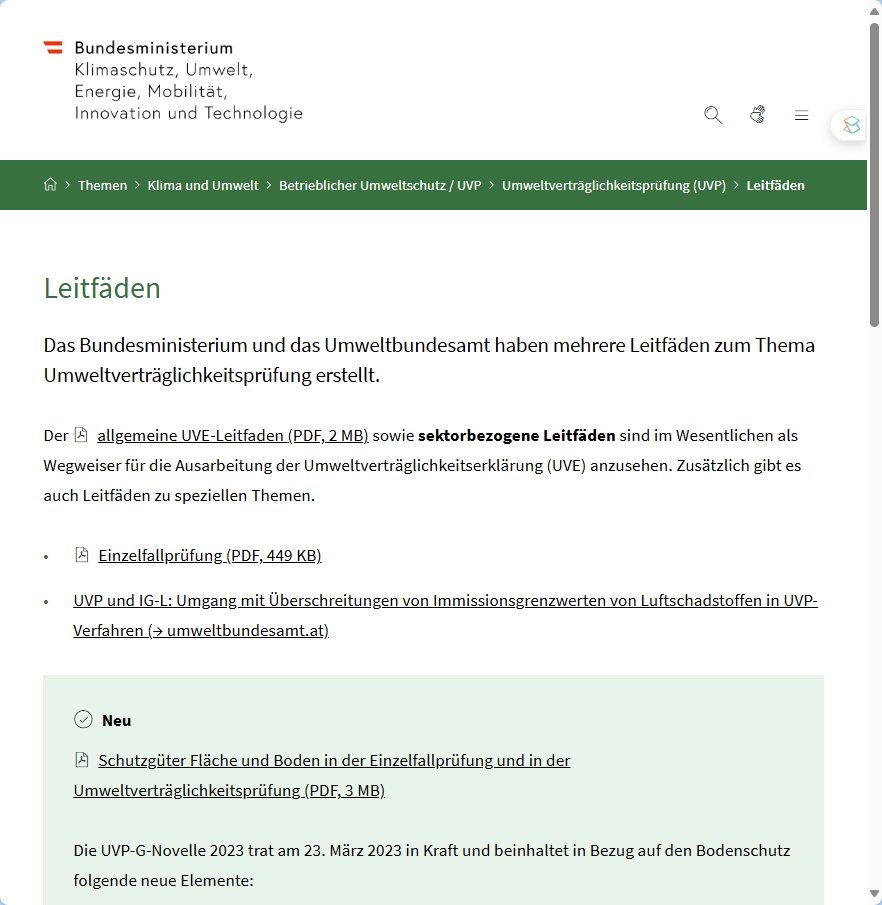 Bundesministerium
Klimaschutz, Umwelt,
Energie, Mobilität,
Innovation und Technologie
Themen > Klima und Umwelt > Betrieblicher Umweltschutz / UVP > Umweltverträglichkeitsprüfung (UVP) > Leitfäden
Leitfäden
Das Bundesministerium und das Umweltbundesamt haben mehrere Leitfäden zum Thema
Umweltverträglichkeitsprüfung erstellt.
Der allgemeine UVE-Leitfaden (PDF, 2 MB) sowie sektorbezogene Leitfäden sind im Wesentlichen als
Wegweiser für die Ausarbeitung der Umweltverträglichkeitserklärung (UVE) anzusehen. Zusätzlich gibt es
auch Leitfäden zu speziellen Themen.
• Einzelfallprüfung (PDF, 449 KB)
• UVP und IG-L: Umgang mit Überschreitungen von Immissionsgrenzwerten von Luftschadstoffen in UVP-
Verfahren (→ umweltbundesamt.at)
Neu
Schutzgüter Fläche und Boden in der Einzelfallprüfung und in der
Umweltverträglichkeitsprüfung (PDF, 3 MB)
Die UVP-G-Novelle 2023 trat am 23. März 2023 in Kraft und beinhaltet in Bezug auf den Bodenschutz
folgende neue Elemente: